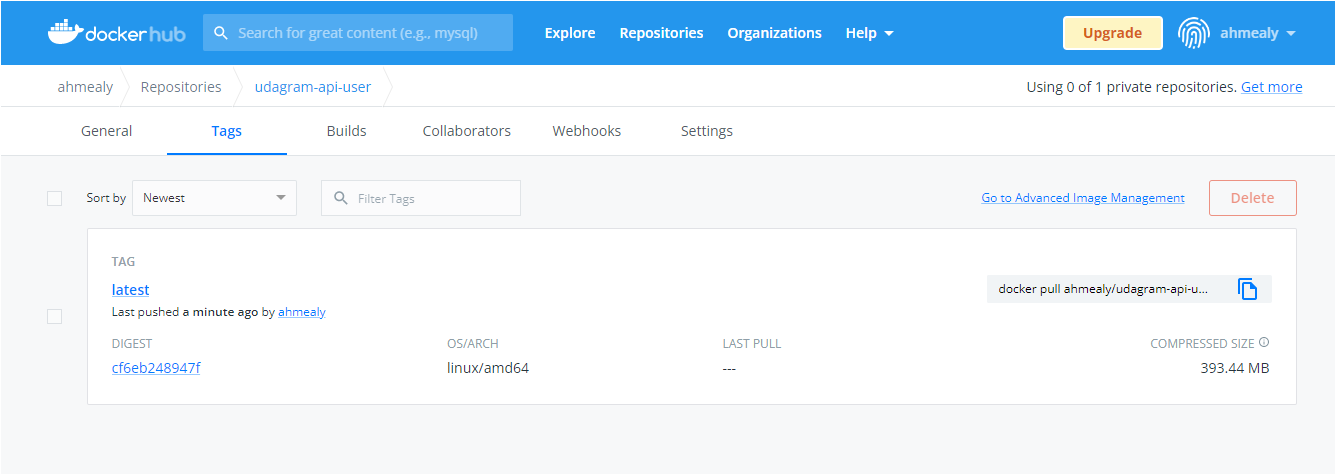 dockerhub Search for great content (e.g., mysql) Explore Repositories Organizations Help Upgrade ahmealy
ahmealy Repositories udagram-api-user Using 0 of 1 private repositories. Get more
General Tags Builds Collaborators Webhooks Settings
Sort by Newest Filter Tags Go to Advanced Image Management Delete
TAG
latest docker pull ahmealy/udagram-api-u...
Last pushed a minute ago by ahmealy
DIGEST OS/ARCH LAST PULL COMPRESSED SIZE
cf6eb248947f linux/amd64 --- 393.44 MB